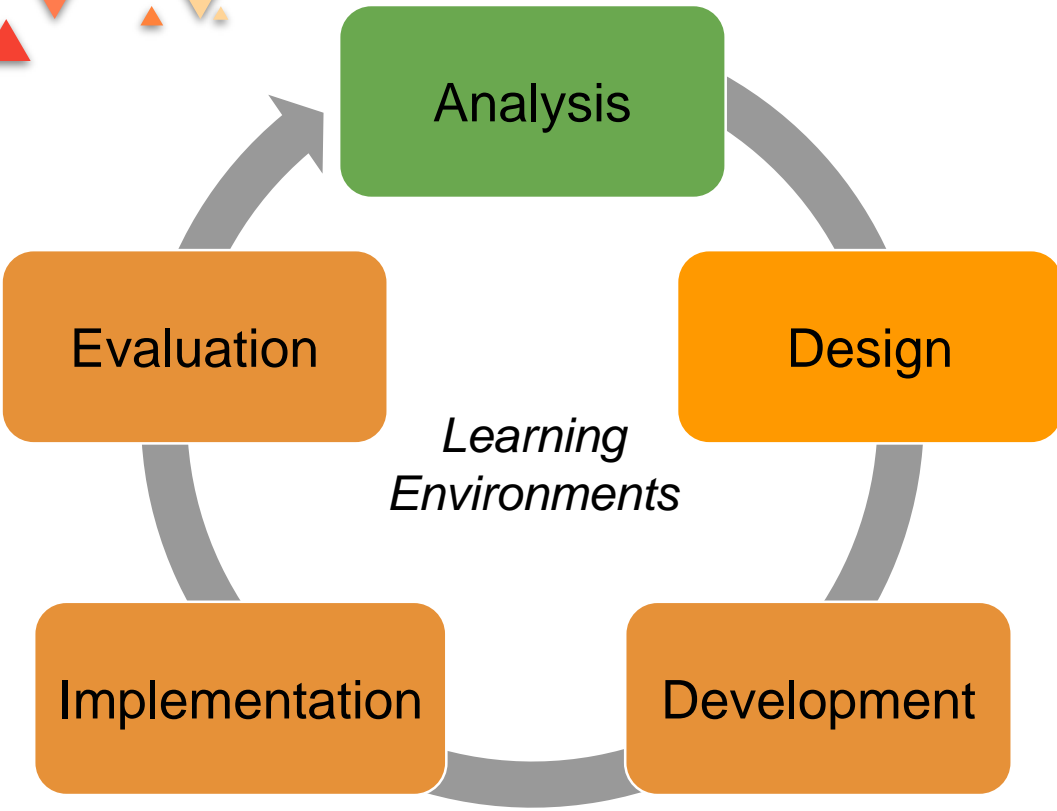 Analysis
Design
Development
Implementation
Evaluation
Learning
Environments